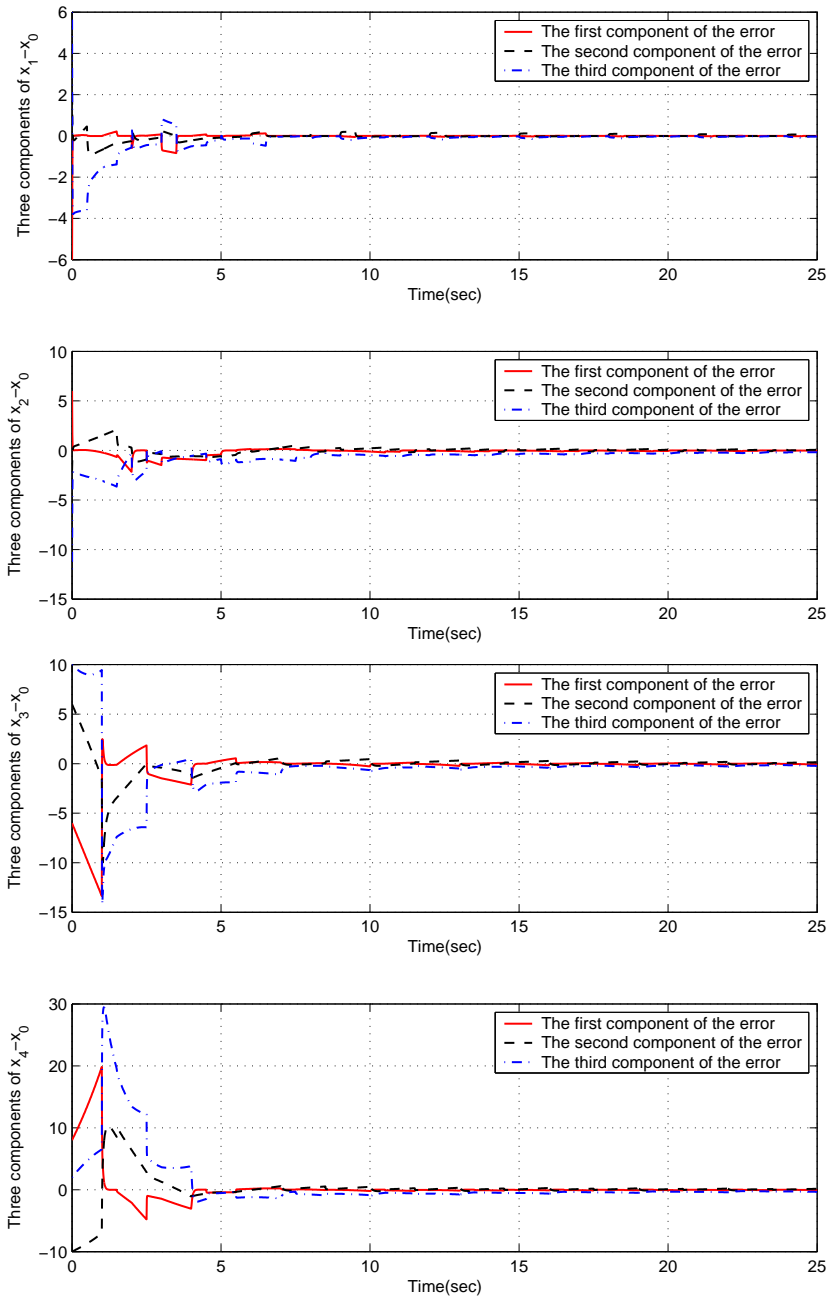 6
4
2
0
−2
−4
−6
0
5
10
15
20
25
Time(sec)
Three components of x1−x0
The first component of the error
The second component of the error
The third component of the error
10
5
0
−5
−10
−15
0
5
10
15
20
25
Time(sec)
Three components of x2−x0
The first component of the error
The second component of the error
The third component of the error
10
5
0
−5
−10
−15
0
5
10
15
20
25
Time(sec)
Three components of x3−x0
The first component of the error
The second component of the error
The third component of the error
30
20
10
0
−10
0
5
10
15
20
25
Time(sec)
Three components of x4−x0
The first component of the error
The second component of the error
The third component of the error